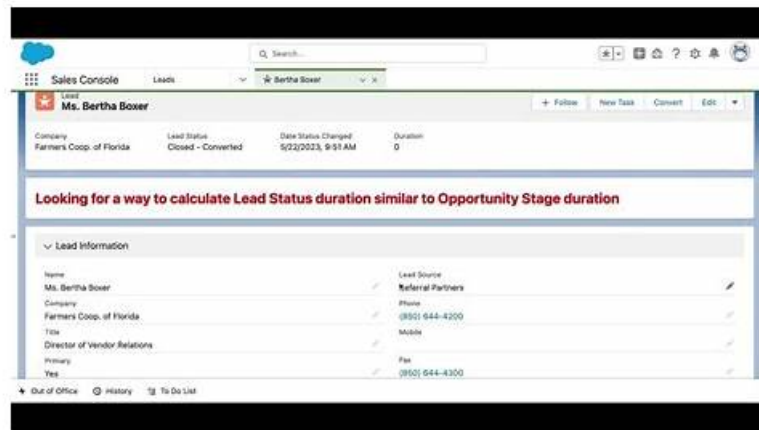 Search...
Sales Console Leads Bertha Boxer
Lead
Ms. Bertha Boxer
+ Follow New Task Convert Edit
Company Lead Status Date Status Changed Duration
Farmers Coop. of Florida Closed - Converted 5/22/2023, 9:51 AM 0
Looking for a way to calculate Lead Status duration similar to Opportunity Stage duration
Lead Information
Name Lead Source
Ms. Bertha Boxer Referral Partners
Company Phone
Farmers Coop. of Florida (850) 644-4200
Title Mobile
Director of Vendor Relations
Primary Fax
Yes (850) 644-4300
Out of Office History To Do List